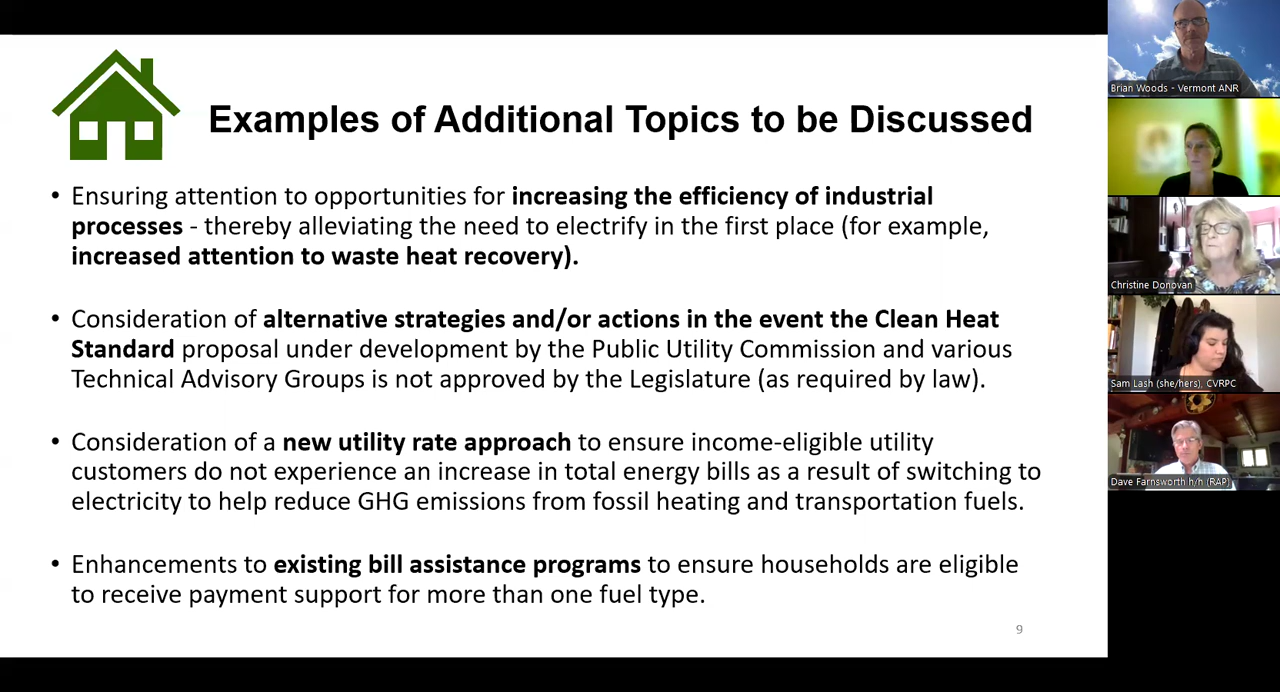 Examples of Additional Topics to be Discussed
• Ensuring attention to opportunities for increasing the efficiency of industrial
processes - thereby alleviating the need to electrify in the first place (for example,
increased attention to waste heat recovery).
• Consideration of alternative strategies and/or actions in the event the Clean Heat
Standard proposal under development by the Public Utility Commission and various
Technical Advisory Groups is not approved by the Legislature (as required by law).
• Consideration of a new utility rate approach to ensure income-eligible utility
customers do not experience an increase in total energy bills as a result of switching to
electricity to help reduce GHG emissions from fossil heating and transportation fuels.
• Enhancements to existing bill assistance programs to ensure households are eligible
to receive payment support for more than one fuel type.
9
Brian Woods - Vermont ANR
Christine Donovan
Sam Lash (she/hers), CVRPC
Dave Farnsworth h/h (RAP)